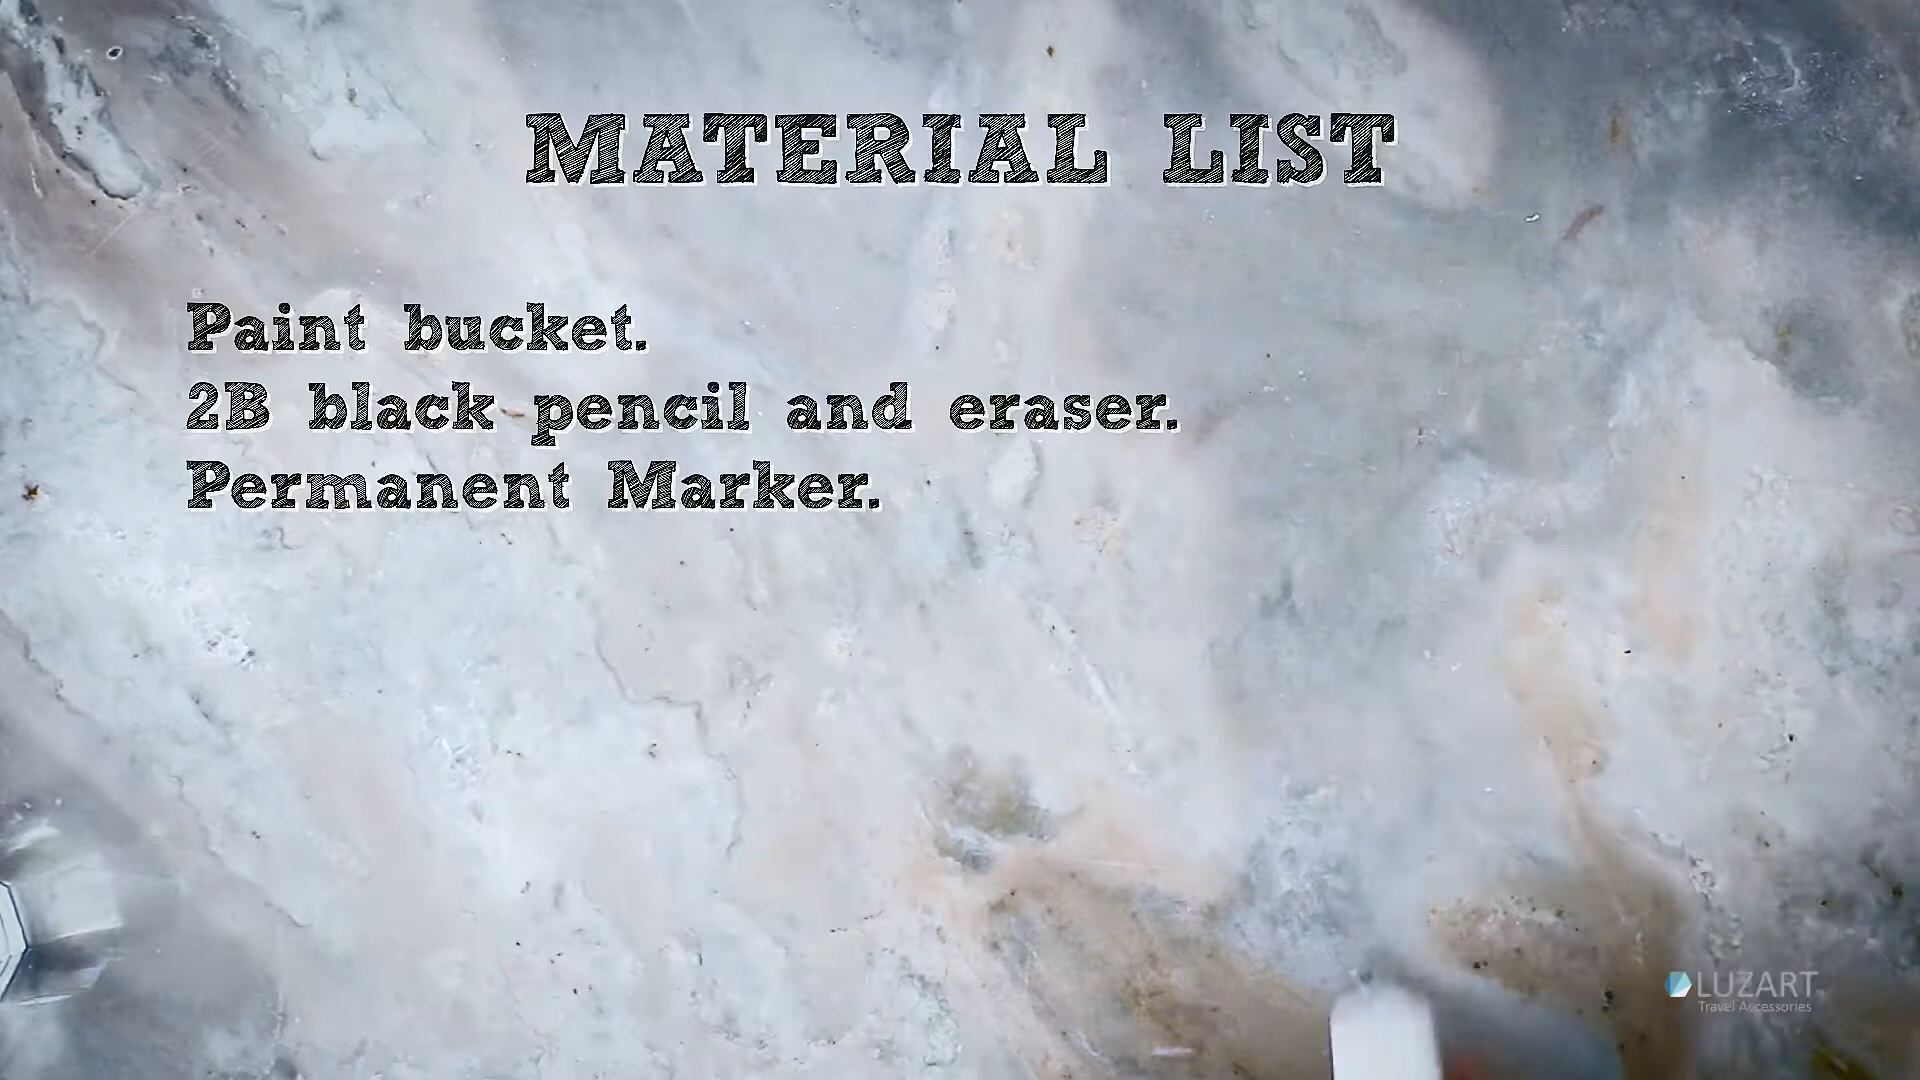 MATERIAL LIST
Paint bucket.
2B black pencil and eraser.
Permanent Marker.
LUZART
Travel Accessories